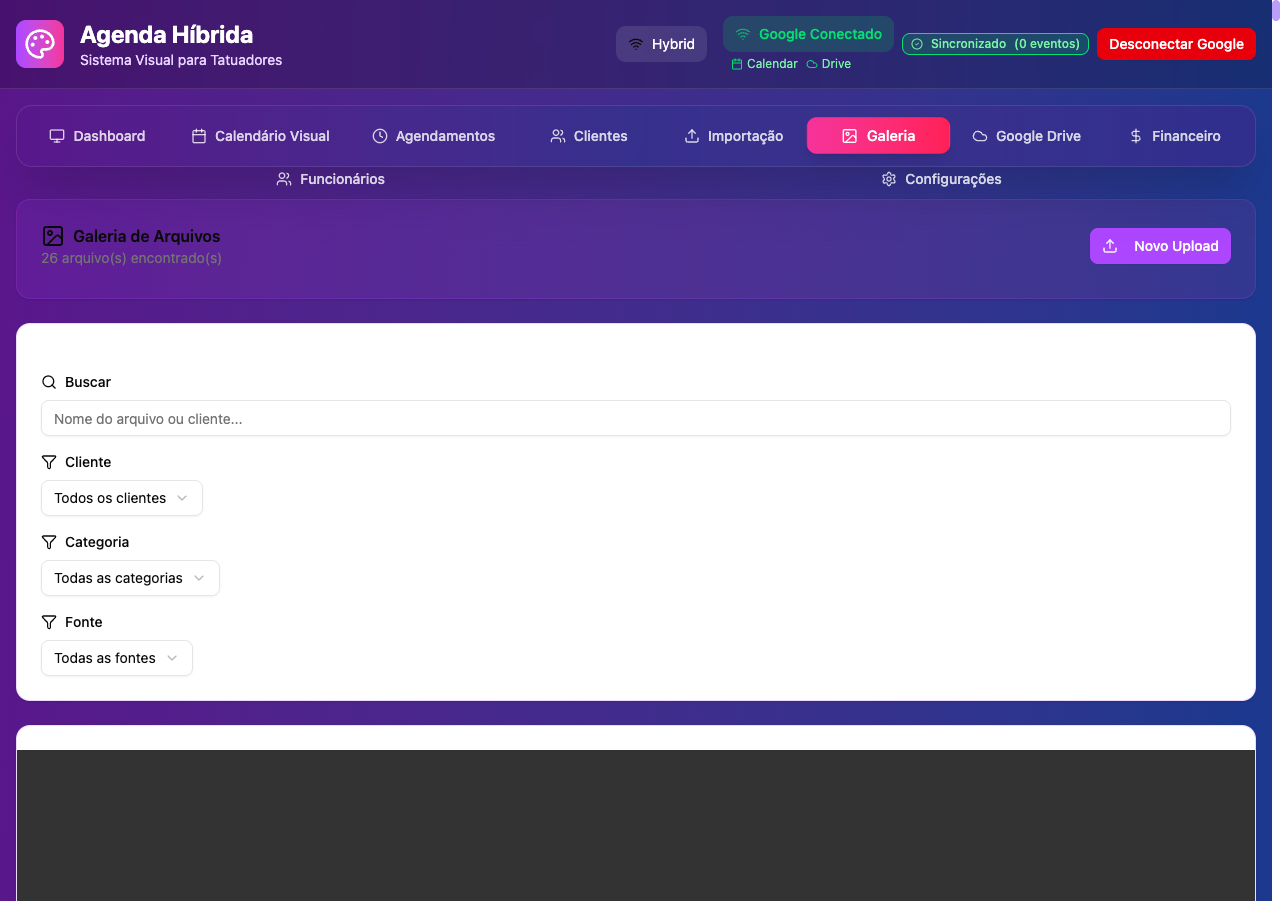 Agenda Híbrida
Sistema Visual para Tatuadores
Hybrid
Google Conectado
Calendar Drive
Sincronizado (0 eventos)
Desconectar Google
Dashboard Calendário Visual Agendamentos Clientes Importação Galeria Google Drive Financeiro
Funcionários Configurações
Galeria de Arquivos
26 arquivo(s) encontrado(s)
Novo Upload
Buscar
Nome do arquivo ou cliente...
Cliente
Todos os clientes
Categoria
Todas as categorias
Fonte
Todas as fontes